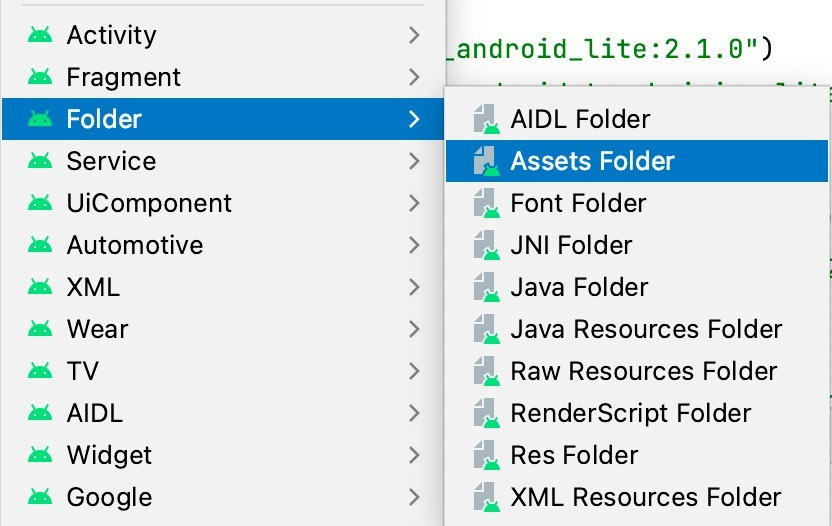 Activity
Fragment
Folder
Service
UiComponent
Automotive
XML
Wear
TV
AIDL
Widget
Google
_android_lite:2.1.0")
AIDL Folder
Assets Folder
Font Folder
JNI Folder
Java Folder
Java Resources Folder
Raw Resources Folder
RenderScript Folder
Res Folder
XML Resources Folder